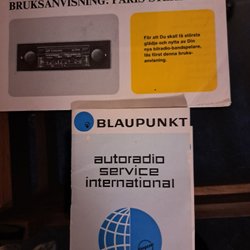 BRUKSANVISNING: PARIS
För att Du skall få största
glädje och nytta av Din
nya bilradio-bandspelare,
läs först denna bruks-
anvisning.
BLAUPUNKT
autoradio
service
international